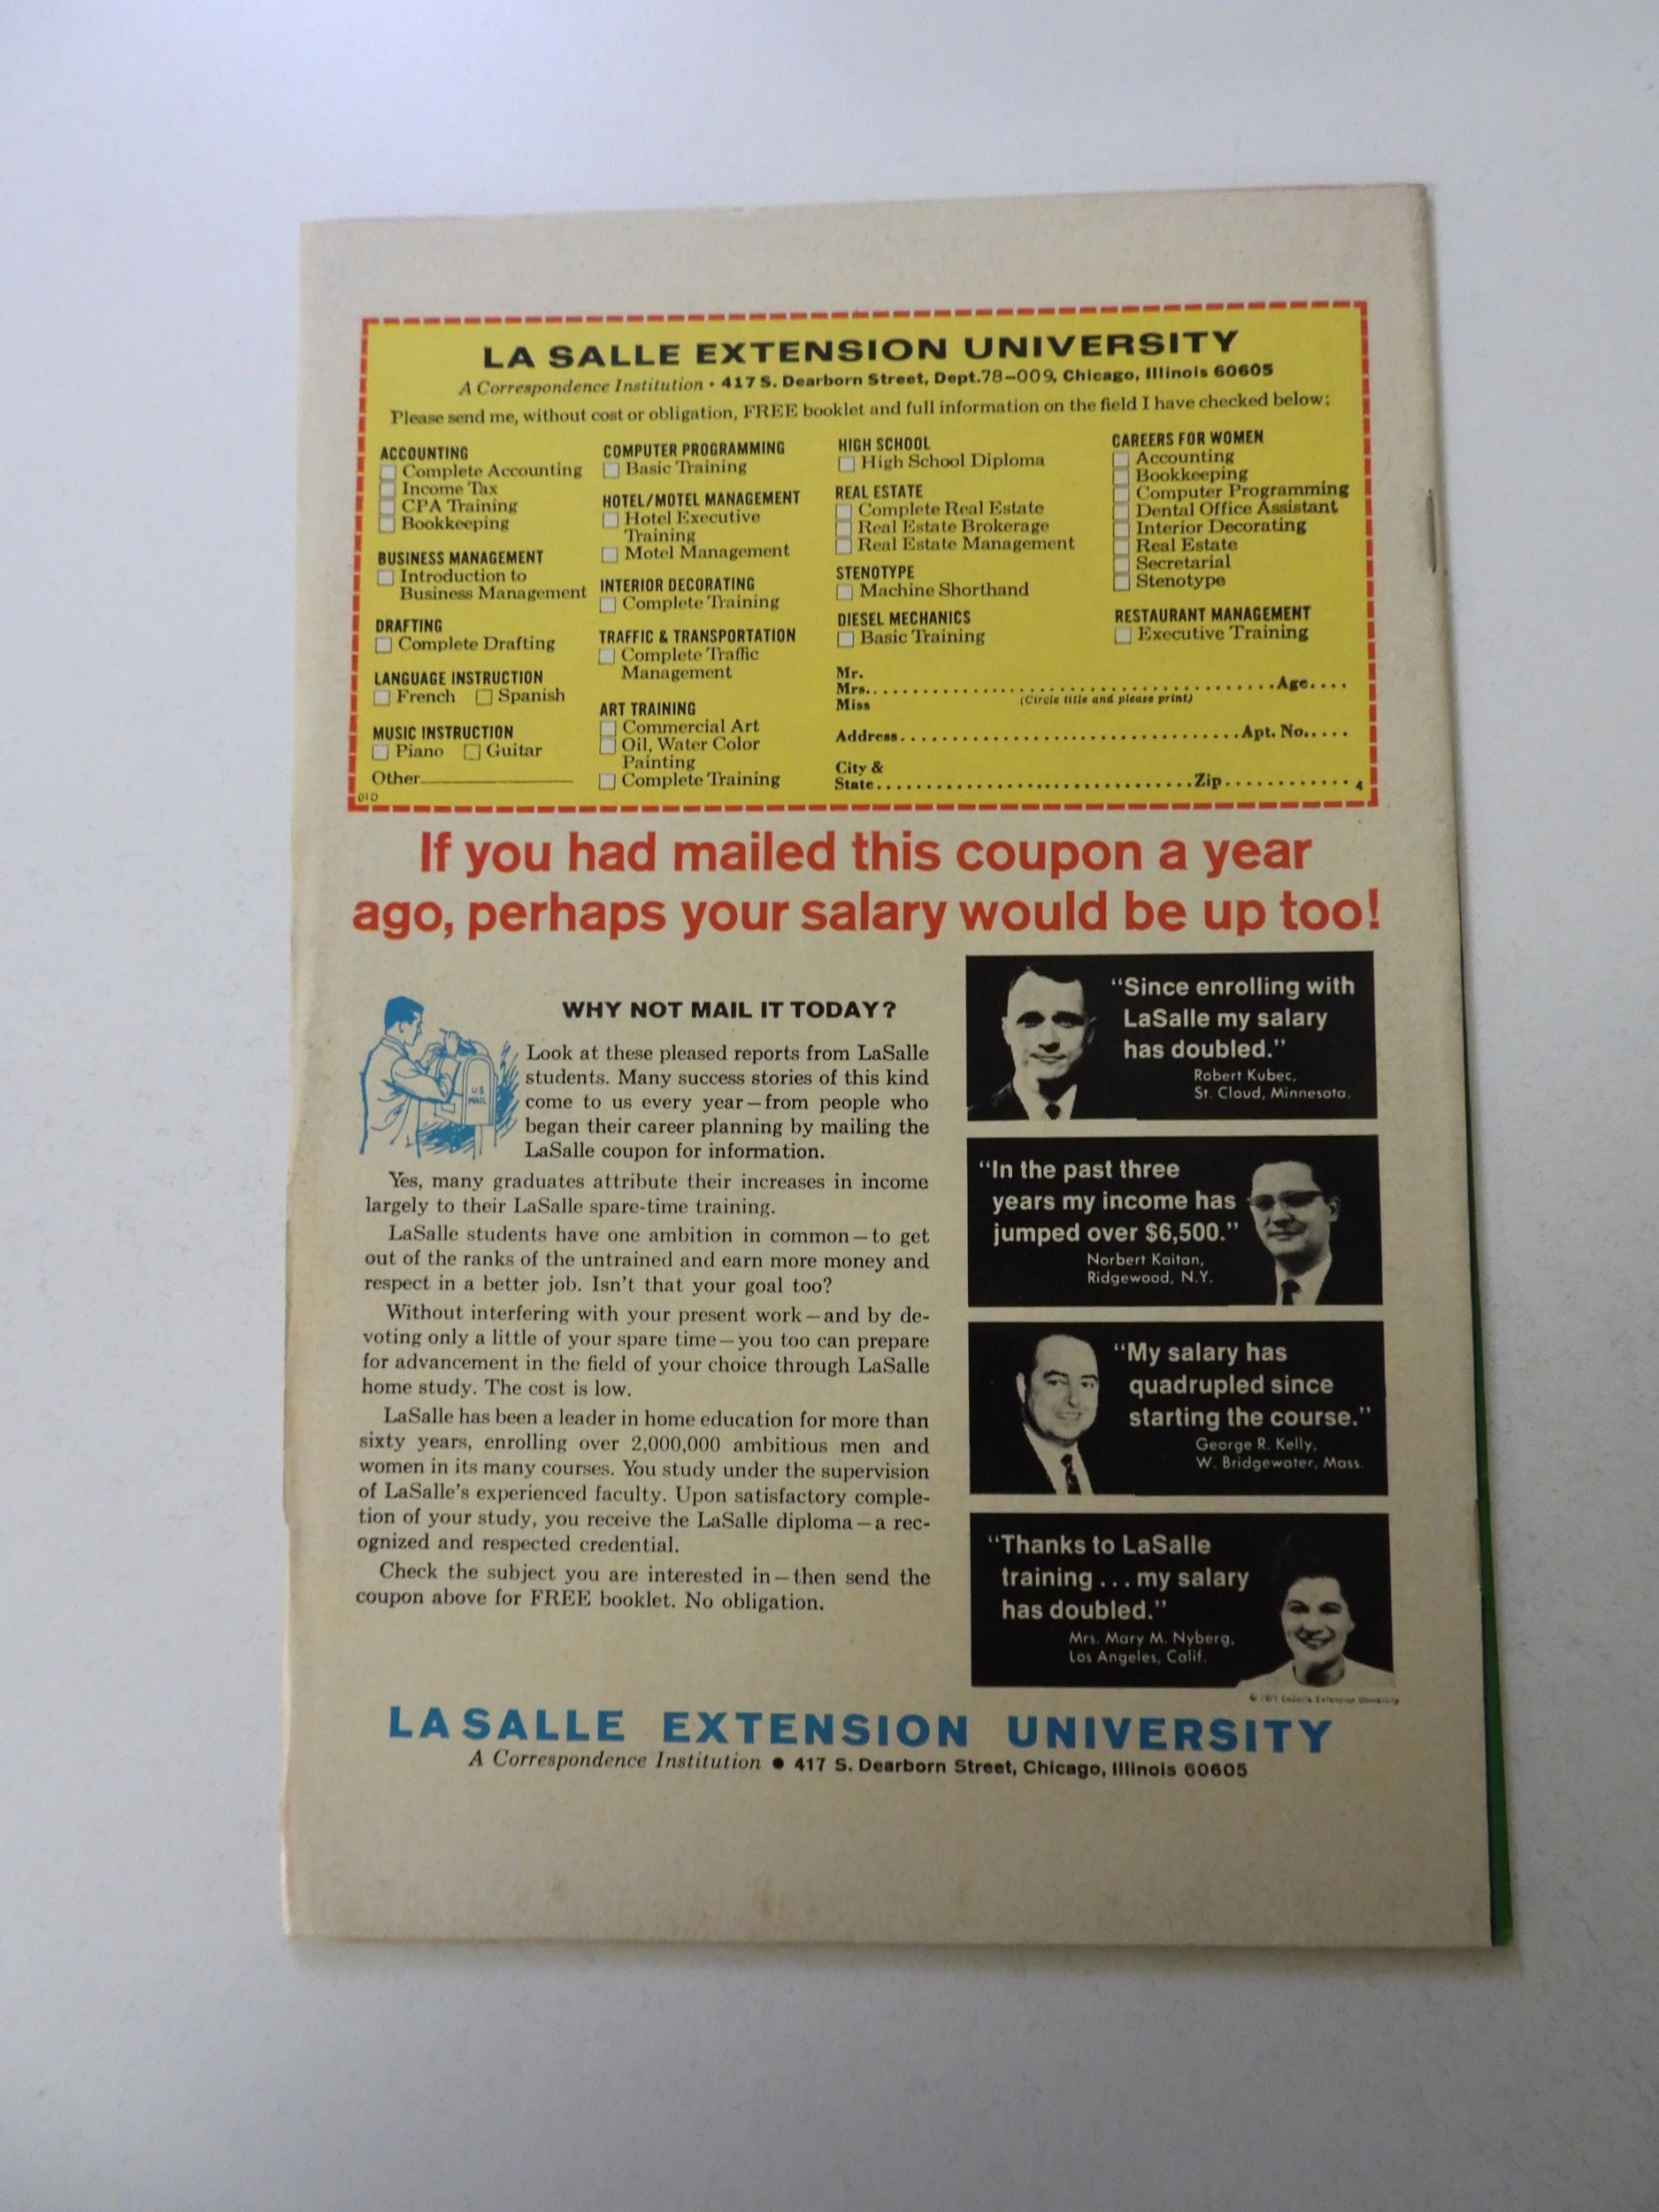 LA SALLE EXTENSION UNIVERSITY
A Correspondence Institution • 417 S. Dearborn Street, Dept.78-009, Chicago, Illinois 60605
Please send me, without cost or obligation, FREE booklet and full information on the field I have checked below:
ACCOUNTING
Complete Accounting
Income Tax
CPA Training
Bookkeeping
BUSINESS MANAGEMENT
Introduction to
Business Management
DRAFTING
Complete Drafting
LANGUAGE INSTRUCTION
French Spanish
MUSIC INSTRUCTION
Piano Guitar
Other
01D
COMPUTER PROGRAMMING
Basic Training
HOTEL/MOTEL MANAGEMENT
Hotel Executive
Training
Motel Management
INTERIOR DECORATING
Complete Training
TRAFFIC & TRANSPORTATION
Complete Traffic
Management
ART TRAINING
Commercial Art
Oil, Water Color
Painting
Complete Training
HIGH SCHOOL
High School Diploma
REAL ESTATE
Complete Real Estate
Real Estate Brokerage
Real Estate Management
STENOTYPE
Machine Shorthand
DIESEL MECHANICS
Basic Training
CAREERS FOR WOMEN
Accounting
Bookkeeping
Computer Programming
Dental Office Assistant
Interior Decorating
Real Estate
Secretarial
Stenotype
RESTAURANT MANAGEMENT
Executive Training
Mr.
Mrs. Age
Miss (Circle title and please print)
Address Apt. No.
City &
State Zip 4
If you had mailed this coupon a year
ago, perhaps your salary would be up too!
WHY NOT MAIL IT TODAY?
U.S.
MAIL
Look at these pleased reports from LaSalle
students. Many success stories of this kind
come to us every year—from people who
began their career planning by mailing the
LaSalle coupon for information.
Yes, many graduates attribute their increases in income
largely to their LaSalle spare-time training.
LaSalle students have one ambition in common—to get
out of the ranks of the untrained and earn more money and
respect in a better job. Isn't that your goal too?
Without interfering with your present work—and by de-
voting only a little of your spare time—you too can prepare
for advancement in the field of your choice through LaSalle
home study. The cost is low.
LaSalle has been a leader in home education for more than
sixty years, enrolling over 2,000,000 ambitious men and
women in its many courses. You study under the supervision
of LaSalle's experienced faculty. Upon satisfactory comple-
tion of your study, you receive the LaSalle diploma—a rec-
ognized and respected credential.
Check the subject you are interested in—then send the
coupon above for FREE booklet. No obligation.
"Since enrolling with
LaSalle my salary
has doubled."
Robert Kubec,
St. Cloud, Minnesota.
"In the past three
years my income has
jumped over $6,500."
Norbert Kaitan,
Ridgewood, N.Y.
"My salary has
quadrupled since
starting the course."
George R. Kelly,
W. Bridgewater, Mass.
"Thanks to LaSalle
training ... my salary
has doubled."
Mrs. Mary M. Nyberg,
Los Angeles, Calif.
© 1971 LaSalle Extension University
LASALLE EXTENSION UNIVERSITY
A Correspondence Institution • 417 S. Dearborn Street, Chicago, Illinois 60605